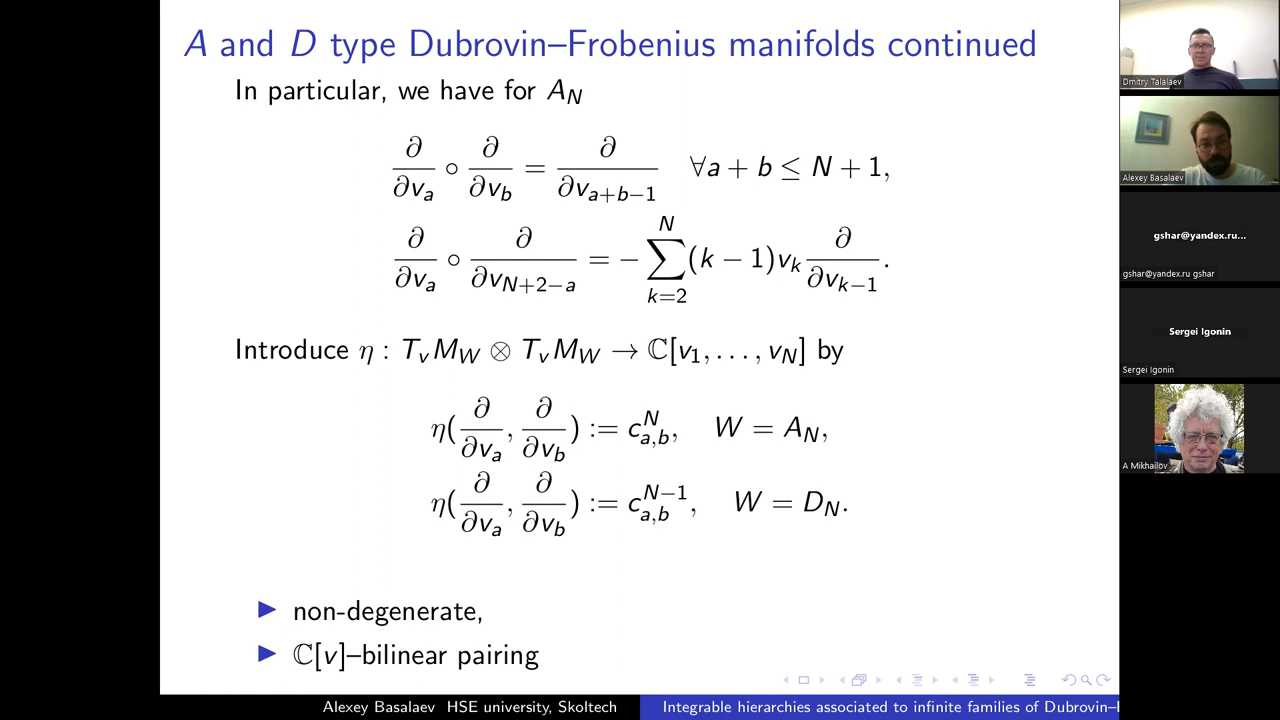 A and D type Dubrovin–Frobenius manifolds continued
In particular, we have for A_N
∂/∂v_a ∘ ∂/∂v_b = ∂/∂v_{a+b−1} ∀a + b ≤ N + 1,
∂/∂v_a ∘ ∂/∂v_{N+2−a} = − ∑_{k=2}^{N} (k − 1)v_k ∂/∂v_{k−1}.
Introduce η : T_vM_W ⊗ T_vM_W → ℂ[v_1, . . . , v_N] by
η(∂/∂v_a, ∂/∂v_b) := c^N_{a,b}, W = A_N,
η(∂/∂v_a, ∂/∂v_b) := c^{N−1}_{a,b}, W = D_N.
▶ non-degenerate,
▶ ℂ[v]–bilinear pairing
Alexey Basalaev HSE university, Skoltech
Integrable hierarchies associated to infinite families of Dubrovin–
Dmitry Talalaev
Alexey Basalaev
gshar@yandex.ru...
gshar@yandex.ru gshar
Sergei Igonin
Sergei Igonin
A Mikhailov